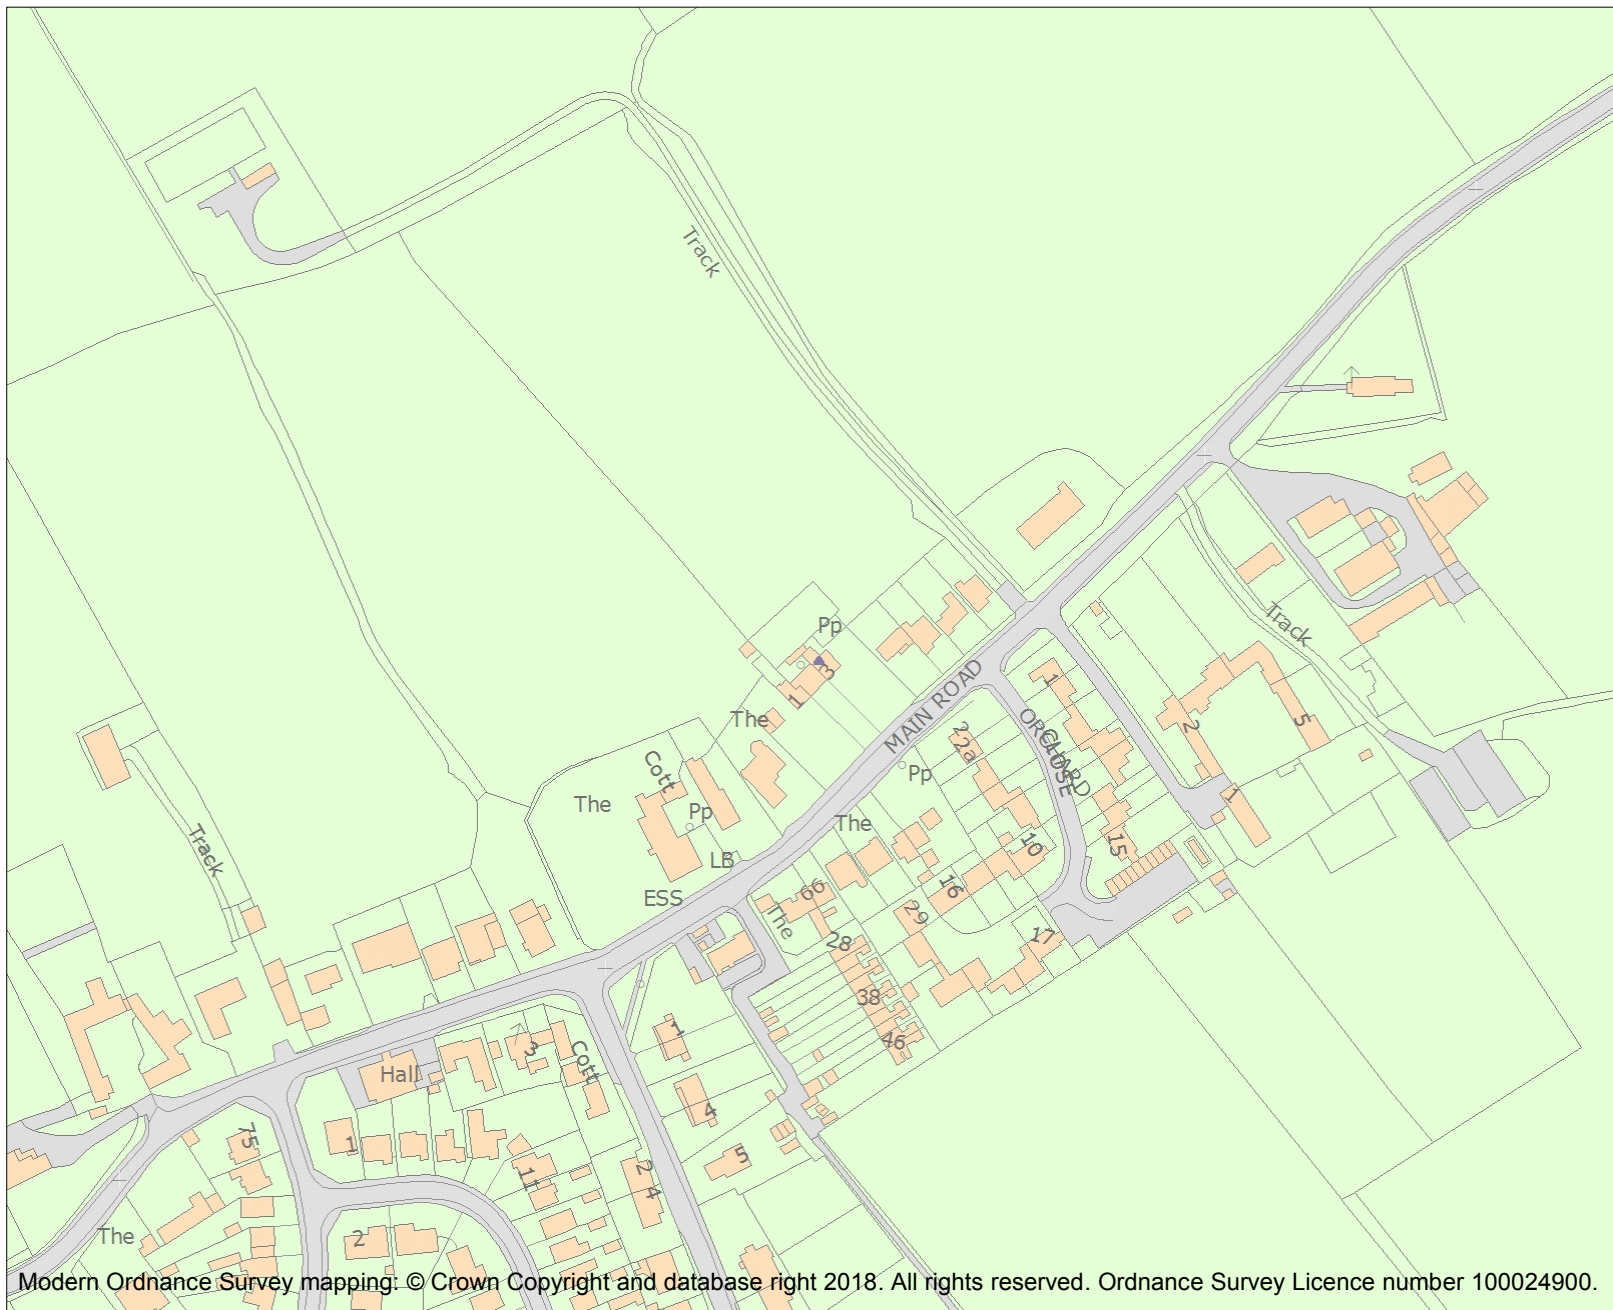 Track
Track
Pp
3
1
The
MAIN ROAD
1
ORCHARD
CLOSE
22a
2
5
1
Cott
The
Pp
Pp
The
LB
10
15
16
ESS
66
The
29
28
17
38
46
Track
1
Hall
3
Cott
4
5
75
1
11
2
4
The
2
Modern Ordnance Survey mapping: © Crown Copyright and database right 2018. All rights reserved. Ordnance Survey Licence number 100024900.